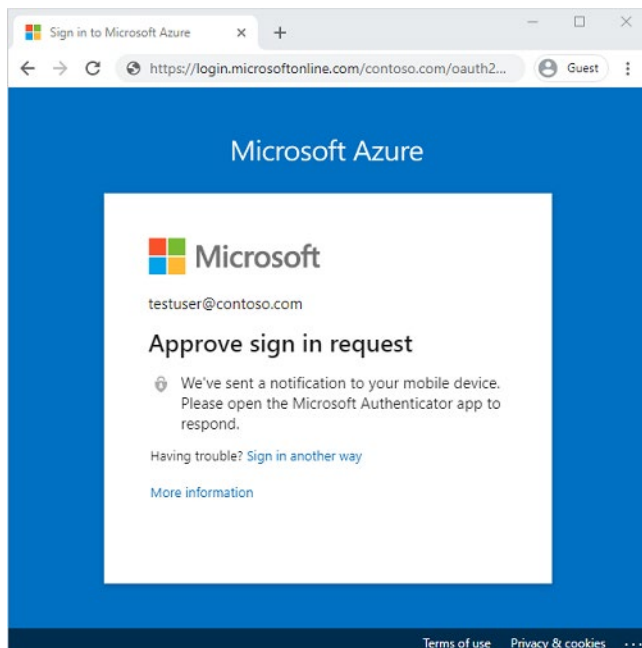 Sign in to Microsoft Azure
https://login.microsoftonline.com/contoso.com/oauth2...
Guest
Microsoft Azure
Microsoft
testuser@contoso.com
Approve sign in request
We've sent a notification to your mobile device.
Please open the Microsoft Authenticator app to
respond.
Having trouble? Sign in another way
More information
Terms of use Privacy & cookies ...